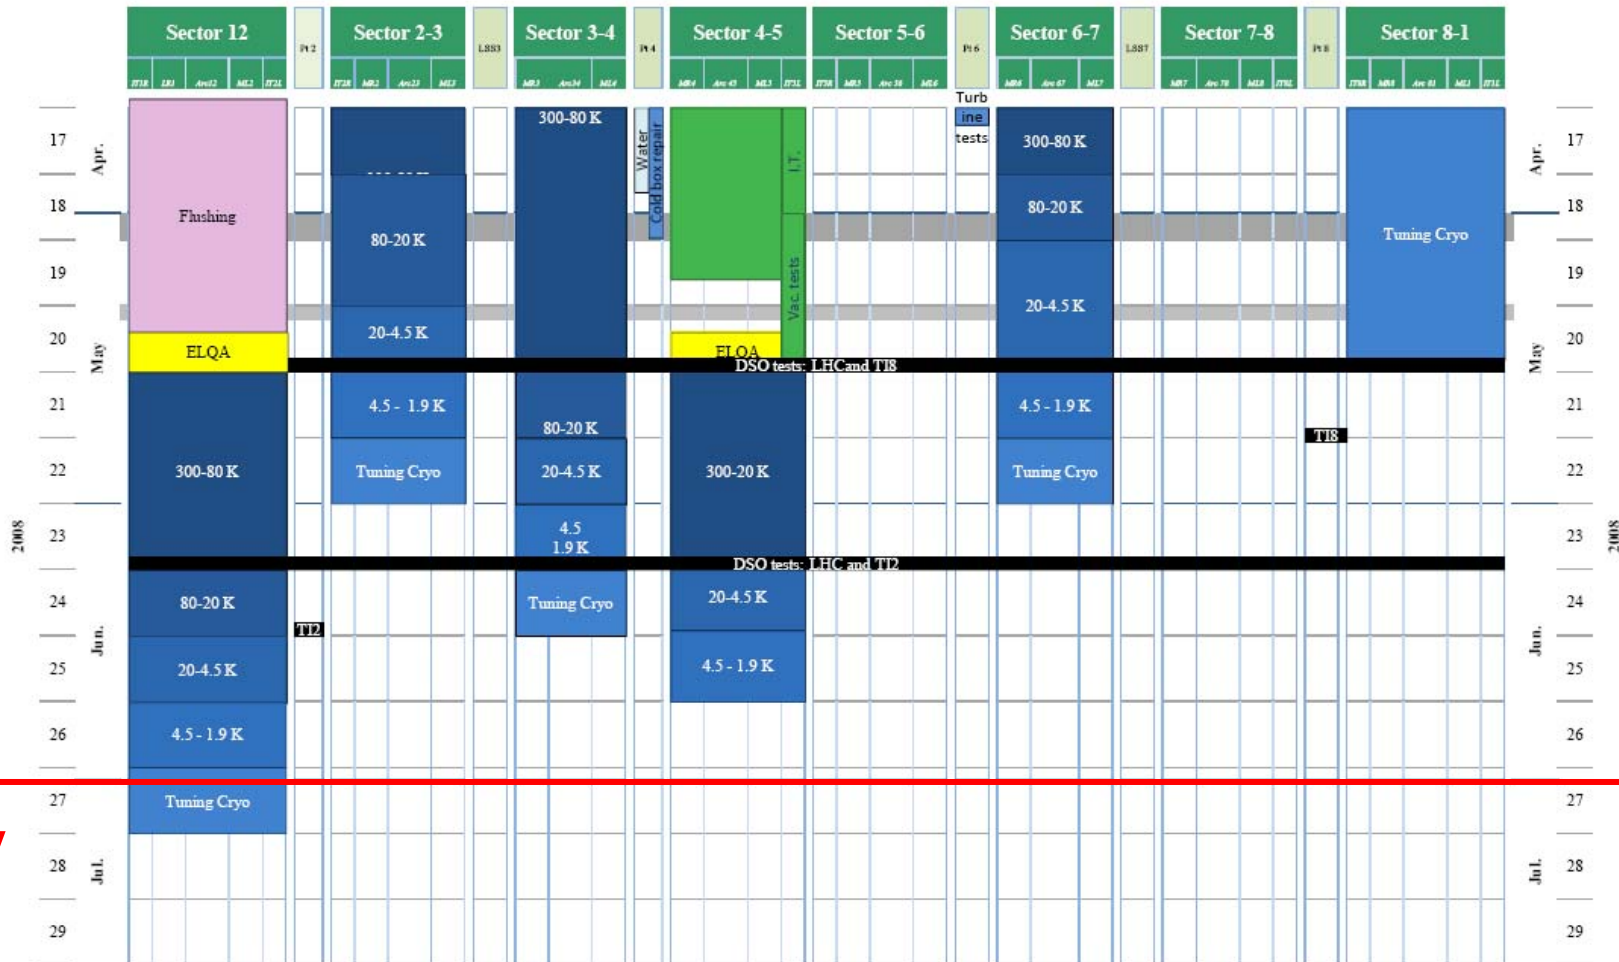 Sector 12
Pt 2
Sector 2-3
LSS3
Sector 3-4
Pt 4
Sector 4-5
Sector 5-6
Pt 6
Sector 6-7
LSS7
Sector 7-8
Pt 8
Sector 8-1
2008
Apr.
May
Jun.
Jul.
17
18
19
20
21
22
23
24
25
26
27
28
29
Flushing
ELQA
300-80 K
80-20 K
20-4.5 K
4.5 - 1.9 K
Tuning Cryo
TI2
80-20 K
20-4.5 K
4.5 - 1.9 K
Tuning Cryo
300-80 K
80-20 K
20-4.5 K
4.5
1.9 K
Tuning Cryo
Water
Cold box repair
I.T.
Vac. tests
ELQA
DSO tests: LHCand TI8
300-20 K
DSO tests: LHC and TI2
20-4.5 K
4.5 - 1.9 K
Turb
ine
tests
300-80 K
80-20 K
20-4.5 K
4.5 - 1.9 K
Tuning Cryo
TI8
Tuning Cryo
Apr.
May
Jun.
Jul.
2008
17
18
19
20
21
22
23
24
25
26
27
28
29